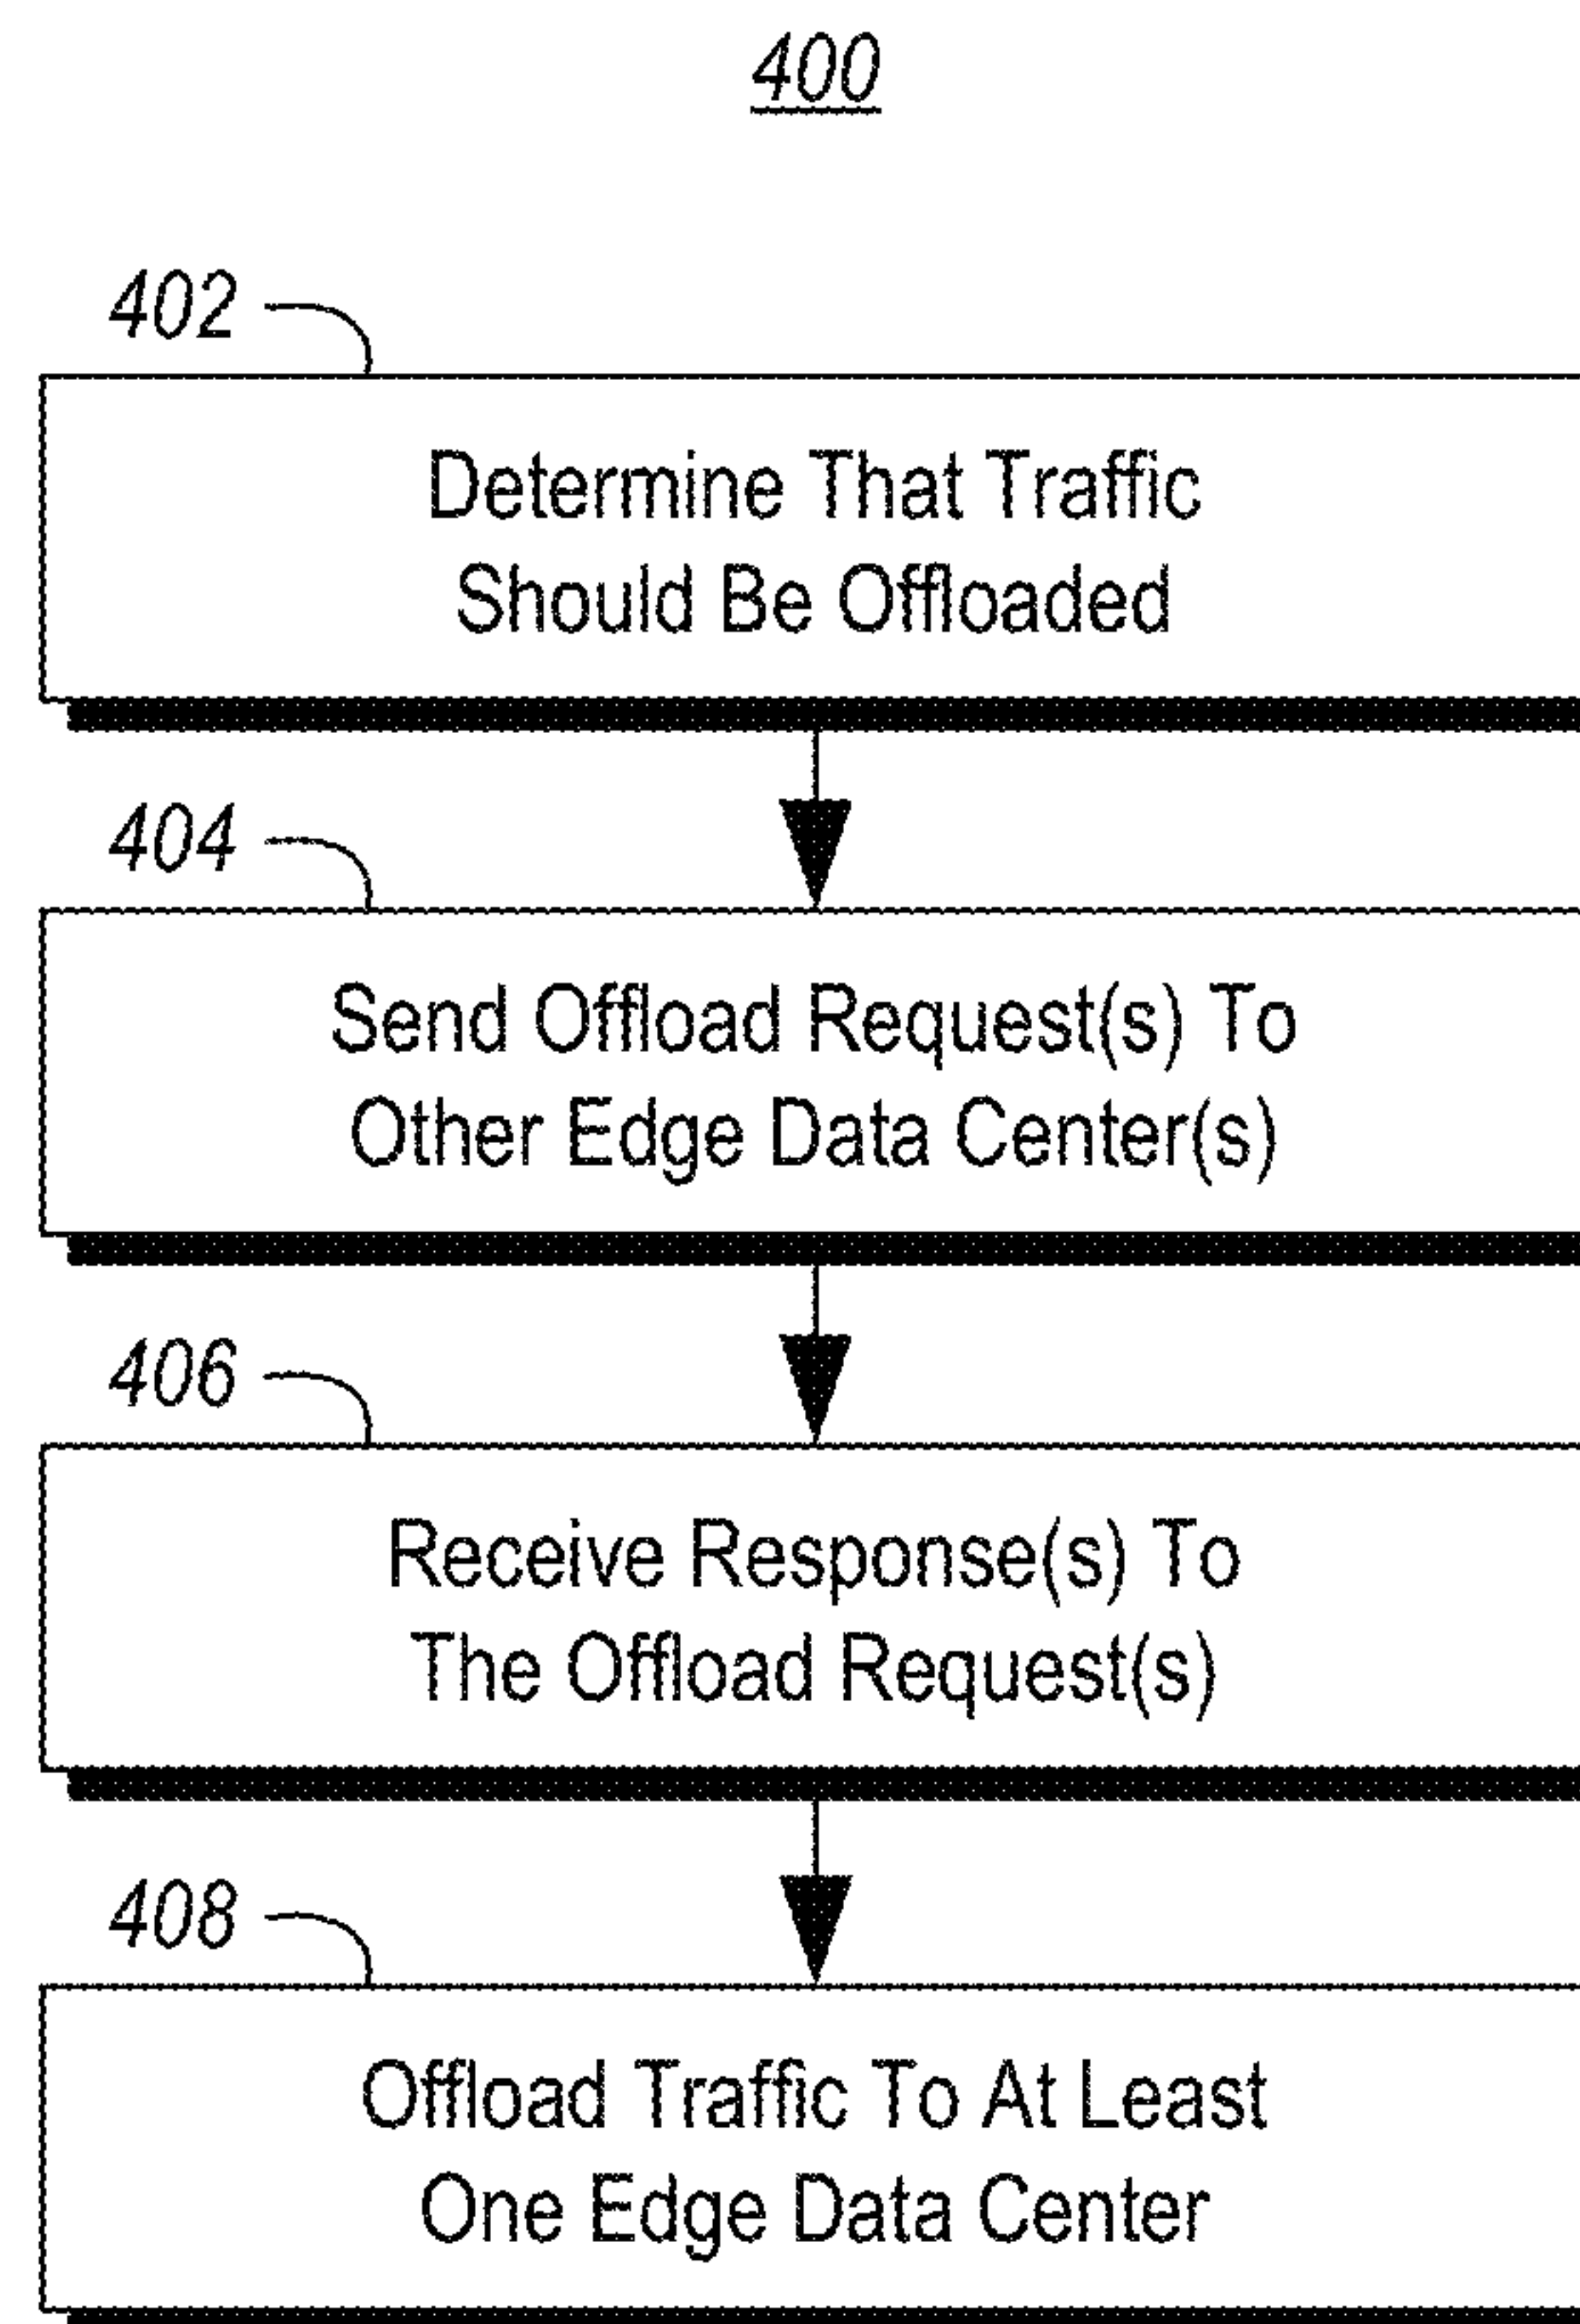 400
402
Determine That Traffic
Should Be Offloaded
404
Send Offload Request(s) To
Other Edge Data Center(s)
406
Receive Response(s) To
The Offload Request(s)
408
Offload Traffic To At Least
One Edge Data Center